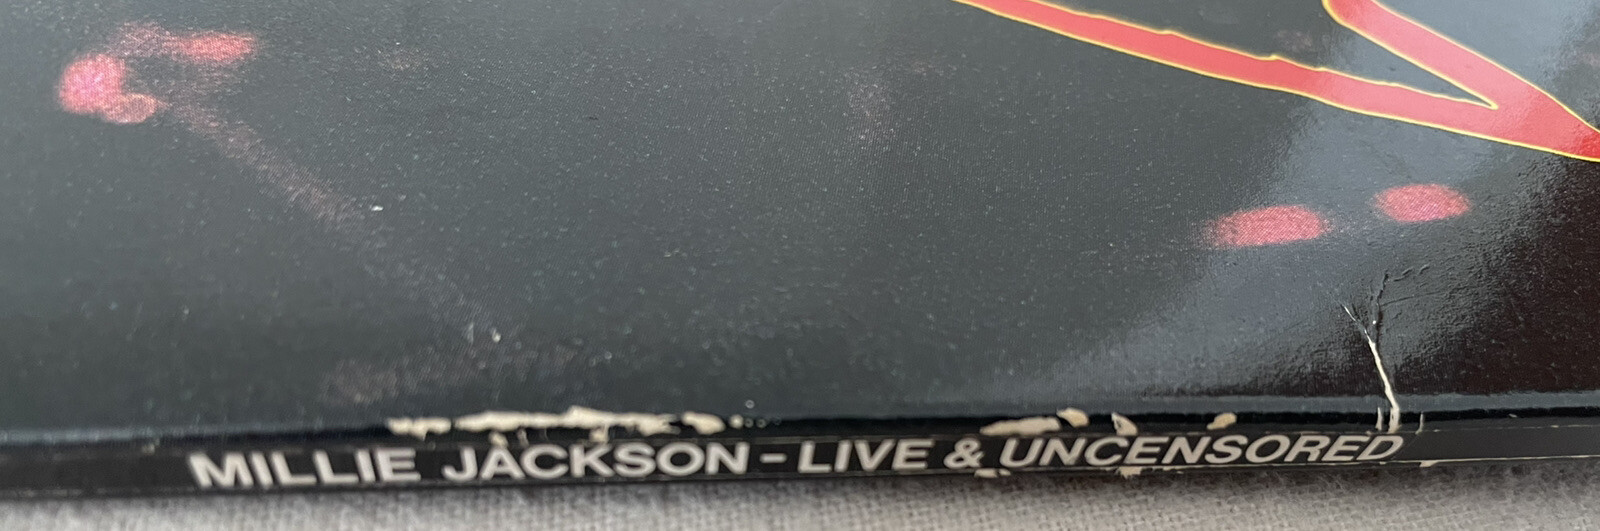 MILLIE JACKSON - LIVE & UNCENSORED